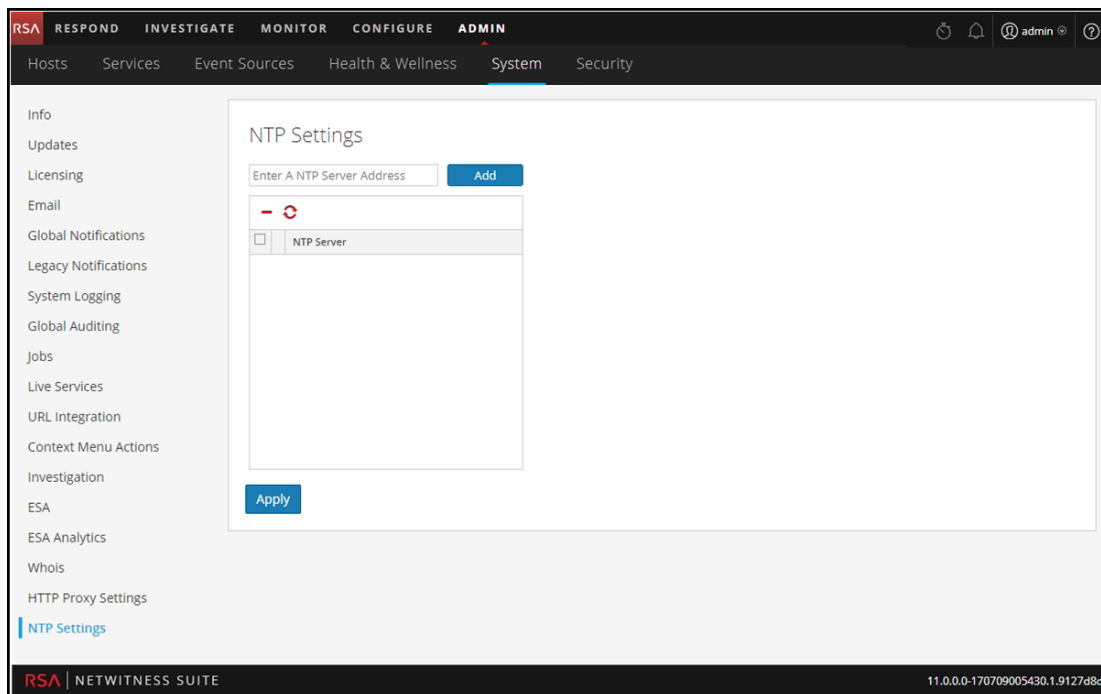 RSA RESPOND INVESTIGATE MONITOR CONFIGURE ADMIN admin ?
Hosts Services Event Sources Health & Wellness System Security
Info
Updates
Licensing
Email
Global Notifications
Legacy Notifications
System Logging
Global Auditing
Jobs
Live Services
URL Integration
Context Menu Actions
Investigation
ESA
ESA Analytics
Whois
HTTP Proxy Settings
NTP Settings
NTP Settings
Enter A NTP Server Address Add
NTP Server
Apply
RSA NETWITNESS SUITE 11.0.0.0-170709005430.1.9127d8